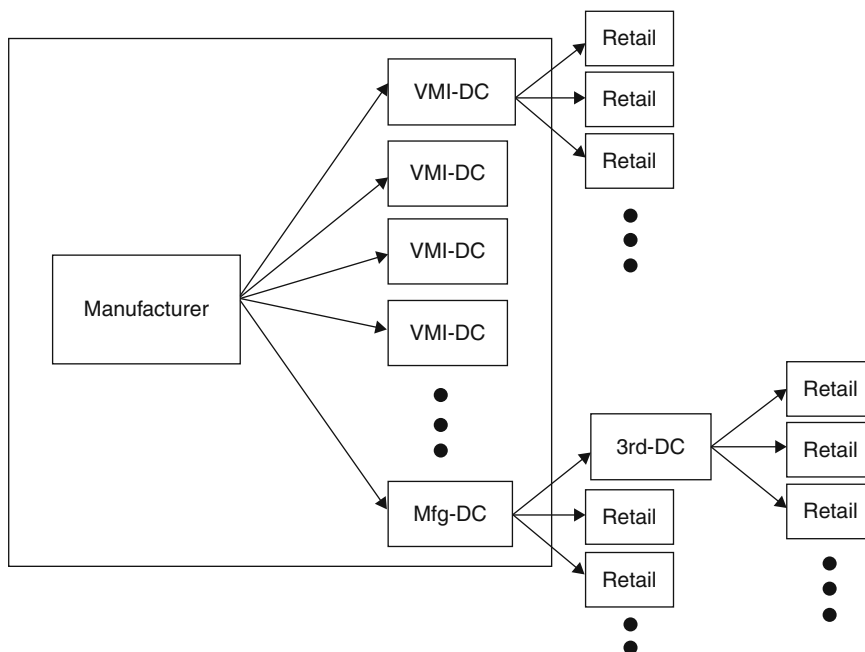 Retail
VMI-DC
Retail
Retail
VMI-DC
VMI-DC
Manufacturer
VMI-DC
Retail
3rd-DC
Retail
Mfg-DC
Retail
Retail
Retail